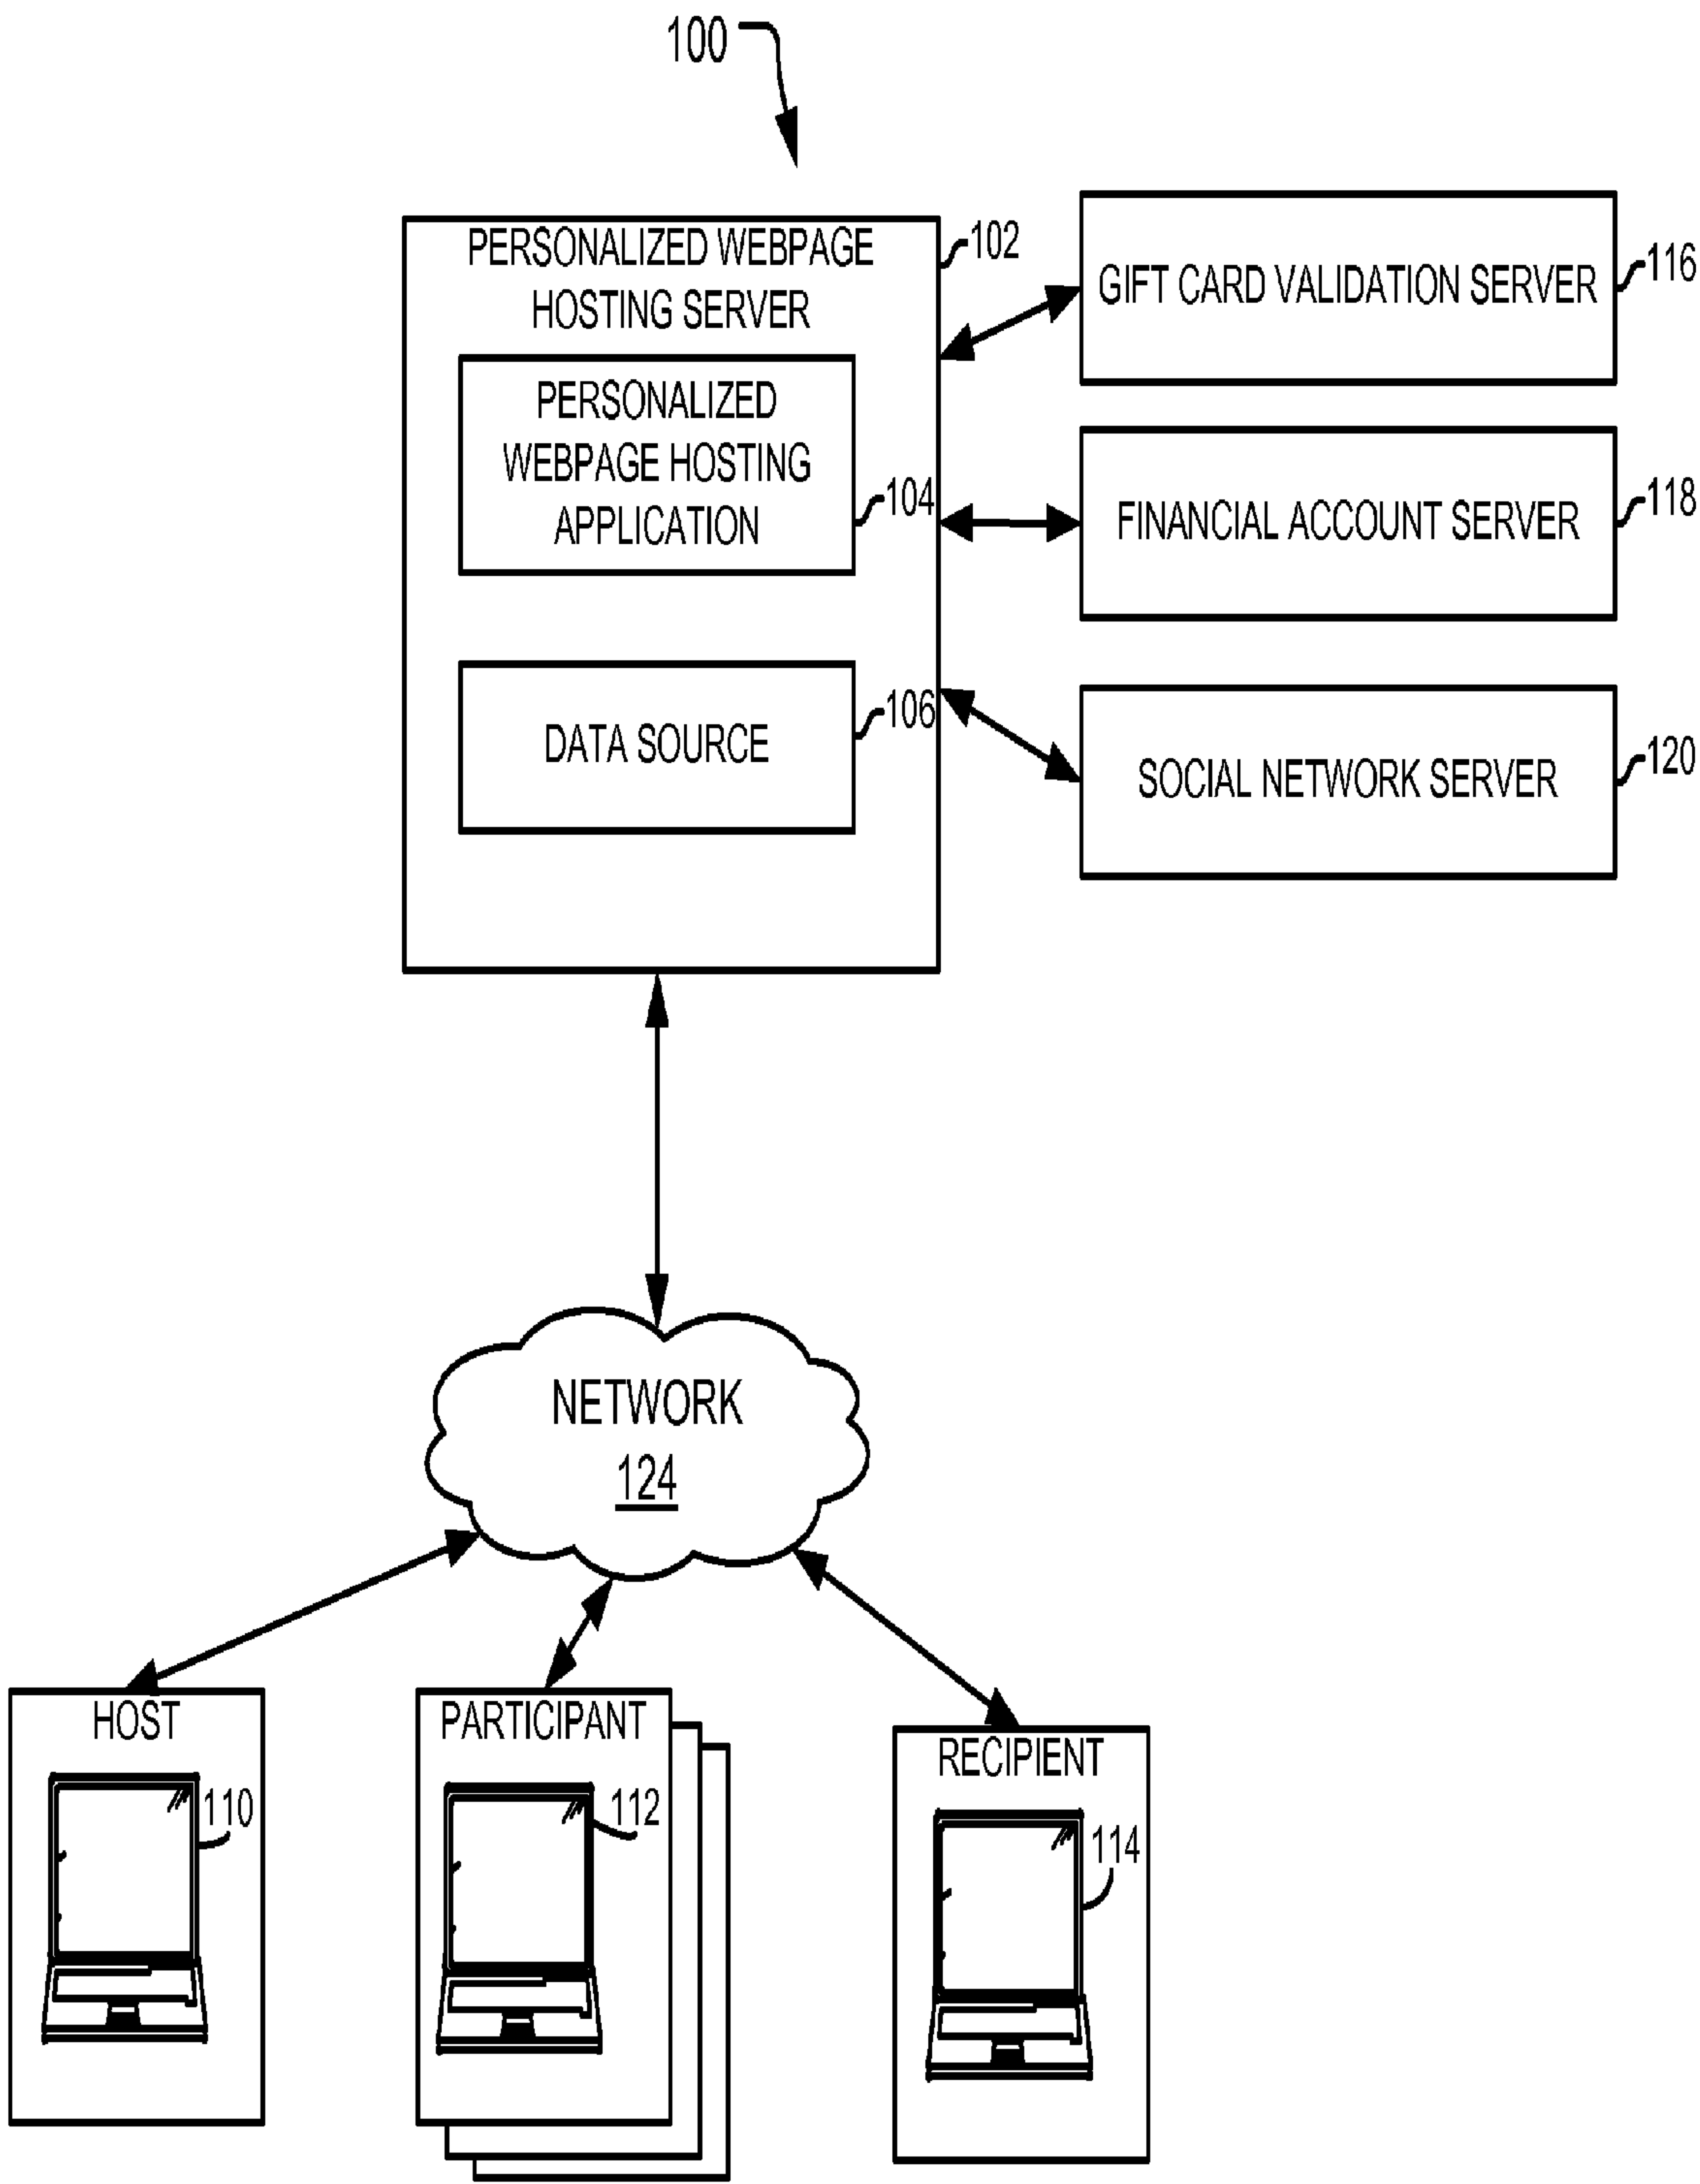 100
PERSONALIZED WEBPAGE
HOSTING SERVER
102
PERSONALIZED
WEBPAGE HOSTING
APPLICATION
104
DATA SOURCE
106
GIFT CARD VALIDATION SERVER
116
FINANCIAL ACCOUNT SERVER
118
SOCIAL NETWORK SERVER
120
NETWORK
124
HOST
110
PARTICIPANT
112
RECIPIENT
114